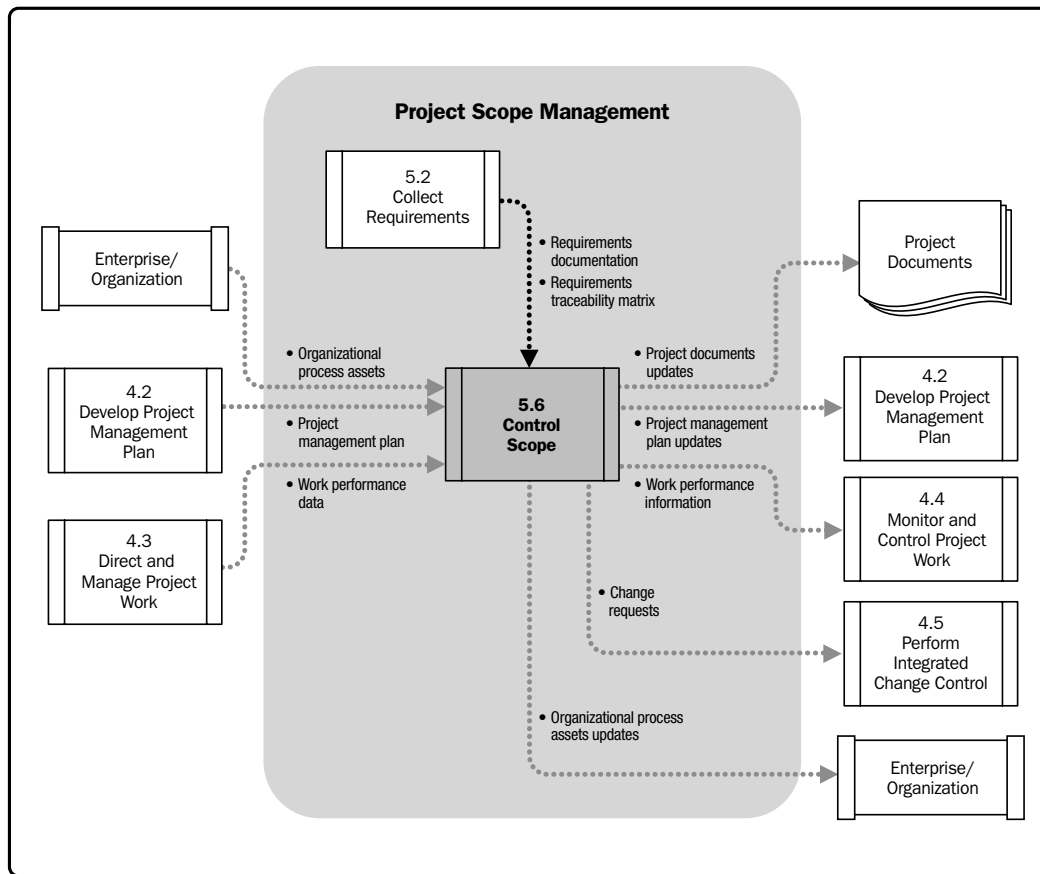 Project Scope Management
5.2
Collect
Requirements
• Requirements
documentation
• Requirements
traceability matrix
Enterprise/
Organization
4.2
Develop Project
Management
Plan
4.3
Direct and
Manage Project
Work
• Organizational
process assets
• Project
management plan
• Work performance
data
5.6
Control
Scope
• Project documents
updates
• Project management
plan updates
• Work performance
information
• Change
requests
• Organizational process
assets updates
Project
Documents
4.2
Develop Project
Management
Plan
4.4
Monitor and
Control Project
Work
4.5
Perform
Integrated
Change Control
Enterprise/
Organization